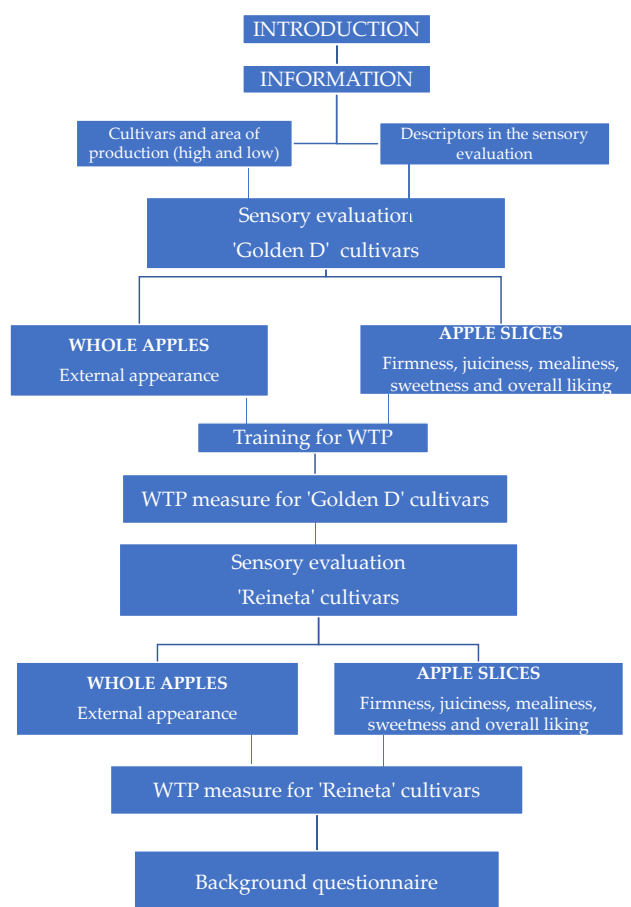 INTRODUCTION
INFORMATION
Cultivars and area of
production (high and low)
Descriptors in the sensory
evaluation
Sensory evaluation
'Golden D' cultivars
WHOLE APPLES
External appearance
APPLE SLICES
Firmness, juiciness, mealiness,
sweetness and overall liking
Training for WTP
WTP measure for 'Golden D' cultivars
Sensory evaluation
'Reineta' cultivars
WHOLE APPLES
External appearance
APPLE SLICES
Firmness, juiciness, mealiness,
sweetness and overall liking
WTP measure for 'Reineta' cultivars
Background questionnaire